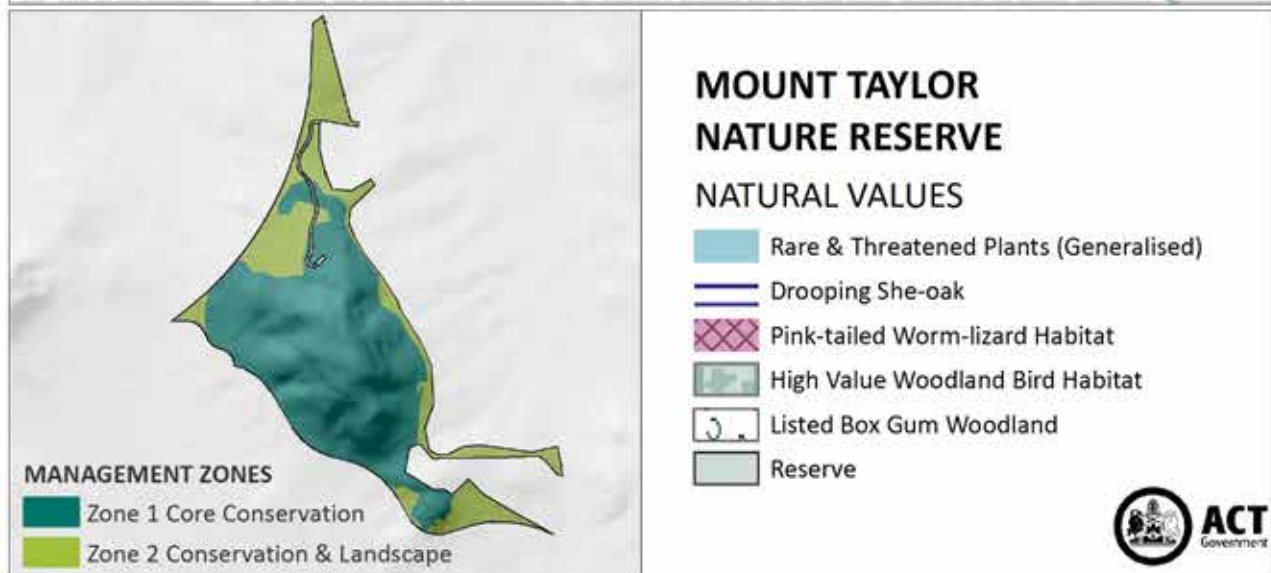 MANAGEMENT ZONES
Zone 1 Core Conservation
Zone 2 Conservation & Landscape
MOUNT TAYLOR
NATURE RESERVE
NATURAL VALUES
Rare & Threatened Plants (Generalised)
Drooping She-oak
Pink-tailed Worm-lizard Habitat
High Value Woodland Bird Habitat
Listed Box Gum Woodland
Reserve
ACT
Government